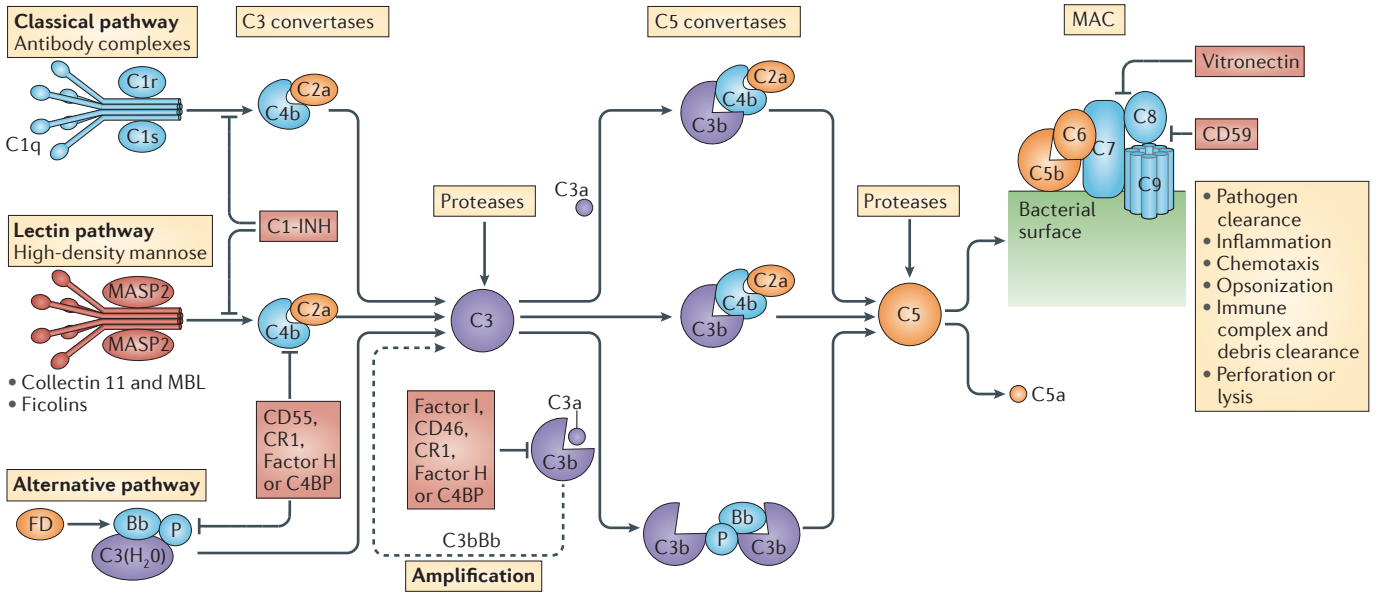 Classical pathway
Antibody complexes
C3 convertases
C5 convertases
MAC
C1r
C1s
C1q
C4b
C2a
C3b
C4b
C2a
Vitronectin
CD59
C5b
C6
C7
C8
C9
Bacterial
surface
C3a
Proteases
Proteases
Lectin pathway
High-density mannose
C1-INH
MASP2
MASP2
C4b
C2a
C3
C3b
C4b
C2a
C5
C5a
• Collectin 11 and MBL
• Ficolins
• Pathogen
clearance
• Inflammation
• Chemotaxis
• Opsonization
• Immune
complex and
debris clearance
• Perforation or
lysis
CD55,
CR1,
Factor H
or C4BP
Factor I,
CD46,
CR1,
Factor H
or C4BP
C3a
C3b
Alternative pathway
FD
Bb
P
C3(H20)
C3bBb
Amplification
C3b
Bb
P
C3b